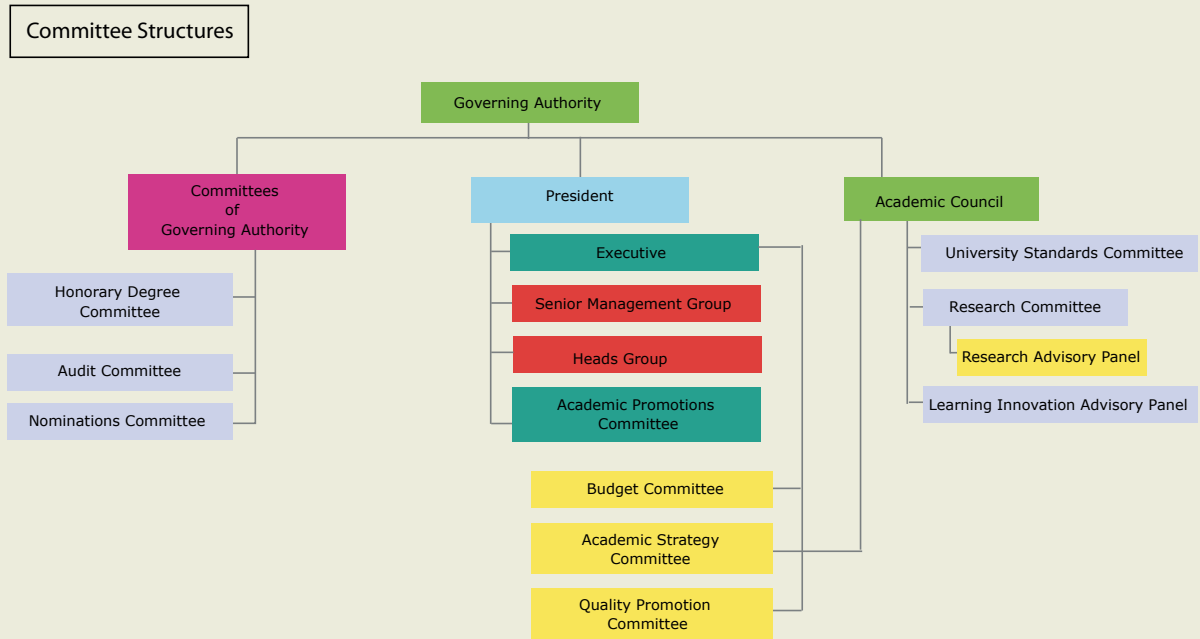 Committee Structures
Governing Authority
Committees
of
Governing Authority
Honorary Degree
Committee
Audit Committee
Nominations Committee
President
Executive
Senior Management Group
Heads Group
Academic Promotions
Committee
Budget Committee
Academic Strategy
Committee
Quality Promotion
Committee
Academic Council
University Standards Committee
Research Committee
Research Advisory Panel
Learning Innovation Advisory Panel